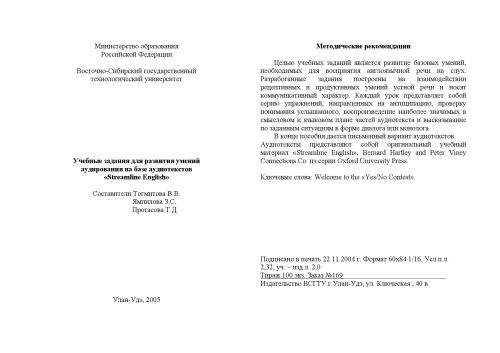 Министерство образования
Российской Федерации
Восточно-Сибирский государственный
технологический университет
Учебные задания для развития умений
аудирования на базе аудиотекстов
«Streamline English»
Составители:Тогмитова В.В.
Ямпилова З.С.
Протасова Т.Д.
Улан-Удэ, 2005
Методические рекомендации
Целью учебных заданий является развитие базовых умений,
необходимых для восприятия англоязычной речи на слух.
Разработанные задания построены на взаимодействии
рецептивных и продуктивных умений устной речи и носят
коммуникативный характер. Каждый урок представляет собой
серию упражнений, направленных на антиципацию, проверку
понимания услышанного, воспроизведение наиболее значимых в
смысловом и языковом плане частей аудиотекста и высказывание
по заданным ситуациям в форме диалога или монолога.
В конце пособия дается письменный вариант аудиотекстов.
Аудиотексты представляют собой оригинальный учебный
материал «Streamline English», Bernard Hartley and Peter Viney
Connections Co. из серии Oxford University Press.
Ключевые слова: Welcome to the «Yes/No Contest».
Подписано в печать 22.11.2004 г. Формат 60х84 1/16. Усл.п.л.
2,32, уч. – изд.л. 2,0
Тираж 100 экз. Заказ №169
Издательство ВСГТУ г.Улан-Удэ, ул. Ключевская , 40 в